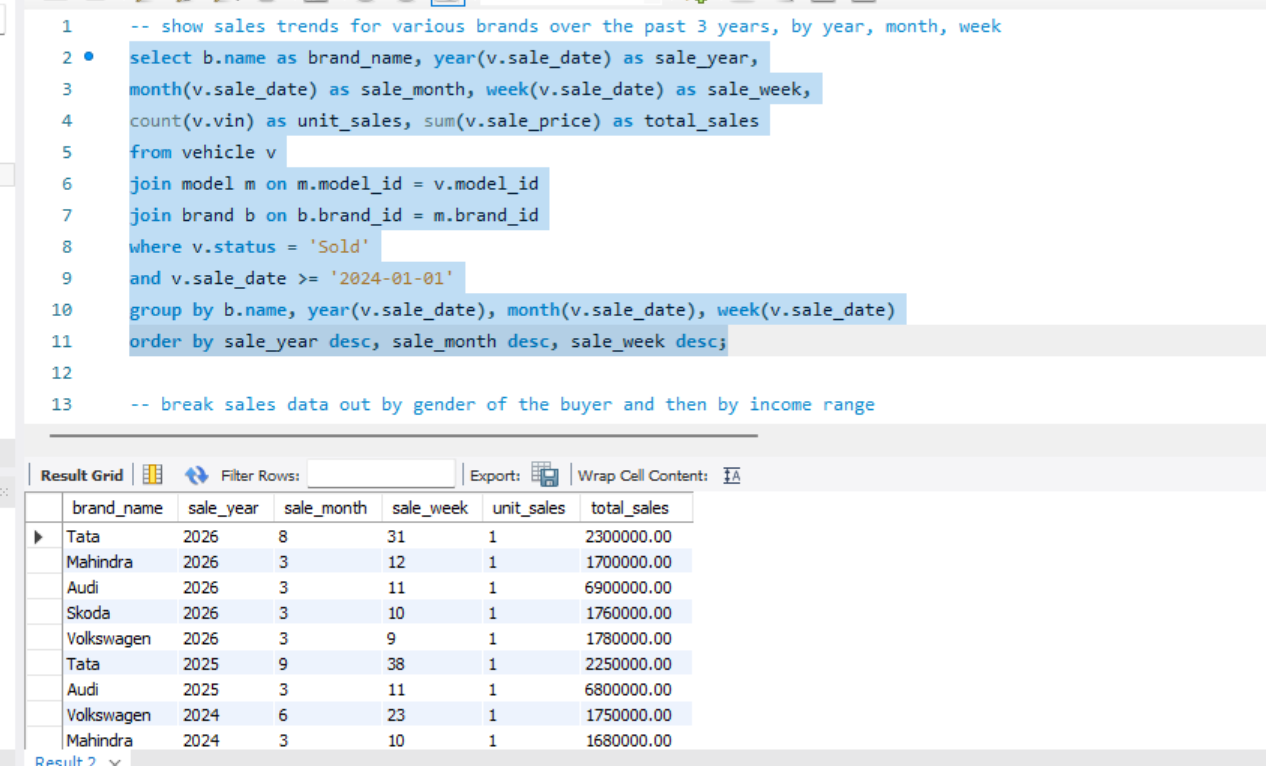 1 -- show sales trends for various brands over the past 3 years, by year, month, week
2 select b.name as brand_name, year(v.sale_date) as sale_year,
3 month(v.sale_date) as sale_month, week(v.sale_date) as sale_week,
4 count(v.vin) as unit_sales, sum(v.sale_price) as total_sales
5 from vehicle v
6 join model m on m.model_id = v.model_id
7 join brand b on b.brand_id = m.brand_id
8 where v.status = 'Sold'
9 and v.sale_date >= '2024-01-01'
10 group by b.name, year(v.sale_date), month(v.sale_date), week(v.sale_date)
11 order by sale_year desc, sale_month desc, sale_week desc;
12
13 -- break sales data out by gender of the buyer and then by income range
Result Grid Filter Rows: Export: Wrap Cell Content:
brand_name sale_year sale_month sale_week unit_sales total_sales
Tata 2026 8 31 1 2300000.00
Mahindra 2026 3 12 1 1700000.00
Audi 2026 3 11 1 6900000.00
Skoda 2026 3 10 1 1760000.00
Volkswagen 2026 3 9 1 1780000.00
Tata 2025 9 38 1 2250000.00
Audi 2025 3 11 1 6800000.00
Volkswagen 2024 6 23 1 1750000.00
Mahindra 2024 3 10 1 1680000.00
Result 2